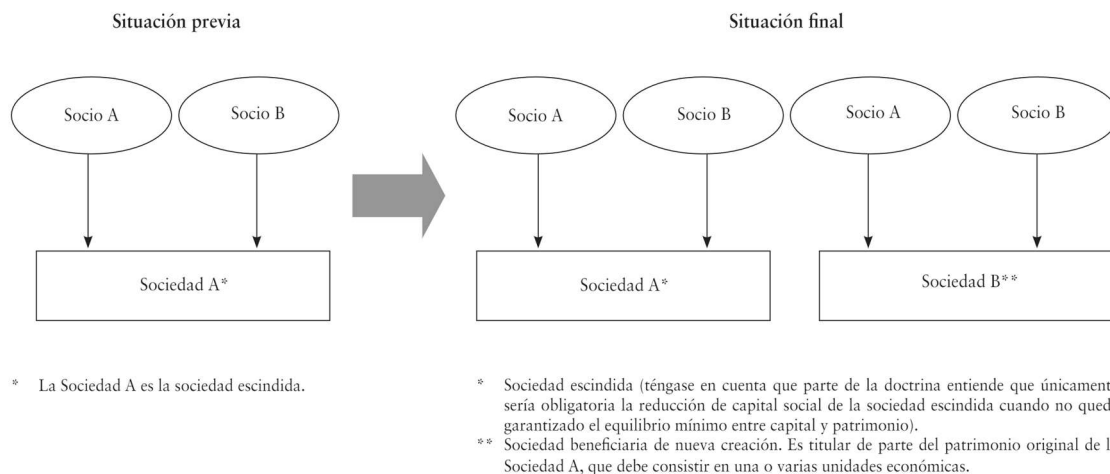 Situación previa
Situación final
Socio A
Socio B
Socio A
Socio B
Socio A
Socio B
Sociedad A*
Sociedad A*
Sociedad B**
* La Sociedad A es la sociedad escindida.
* Sociedad escindida (téngase en cuenta que parte de la doctrina entiende que únicament
sería obligatoria la reducción de capital social de la sociedad escindida cuando no qued
garantizado el equilibrio mínimo entre capital y patrimonio).
** Sociedad beneficiaria de nueva creación. Es titular de parte del patrimonio original de l
Sociedad A, que debe consistir en una o varias unidades económicas.